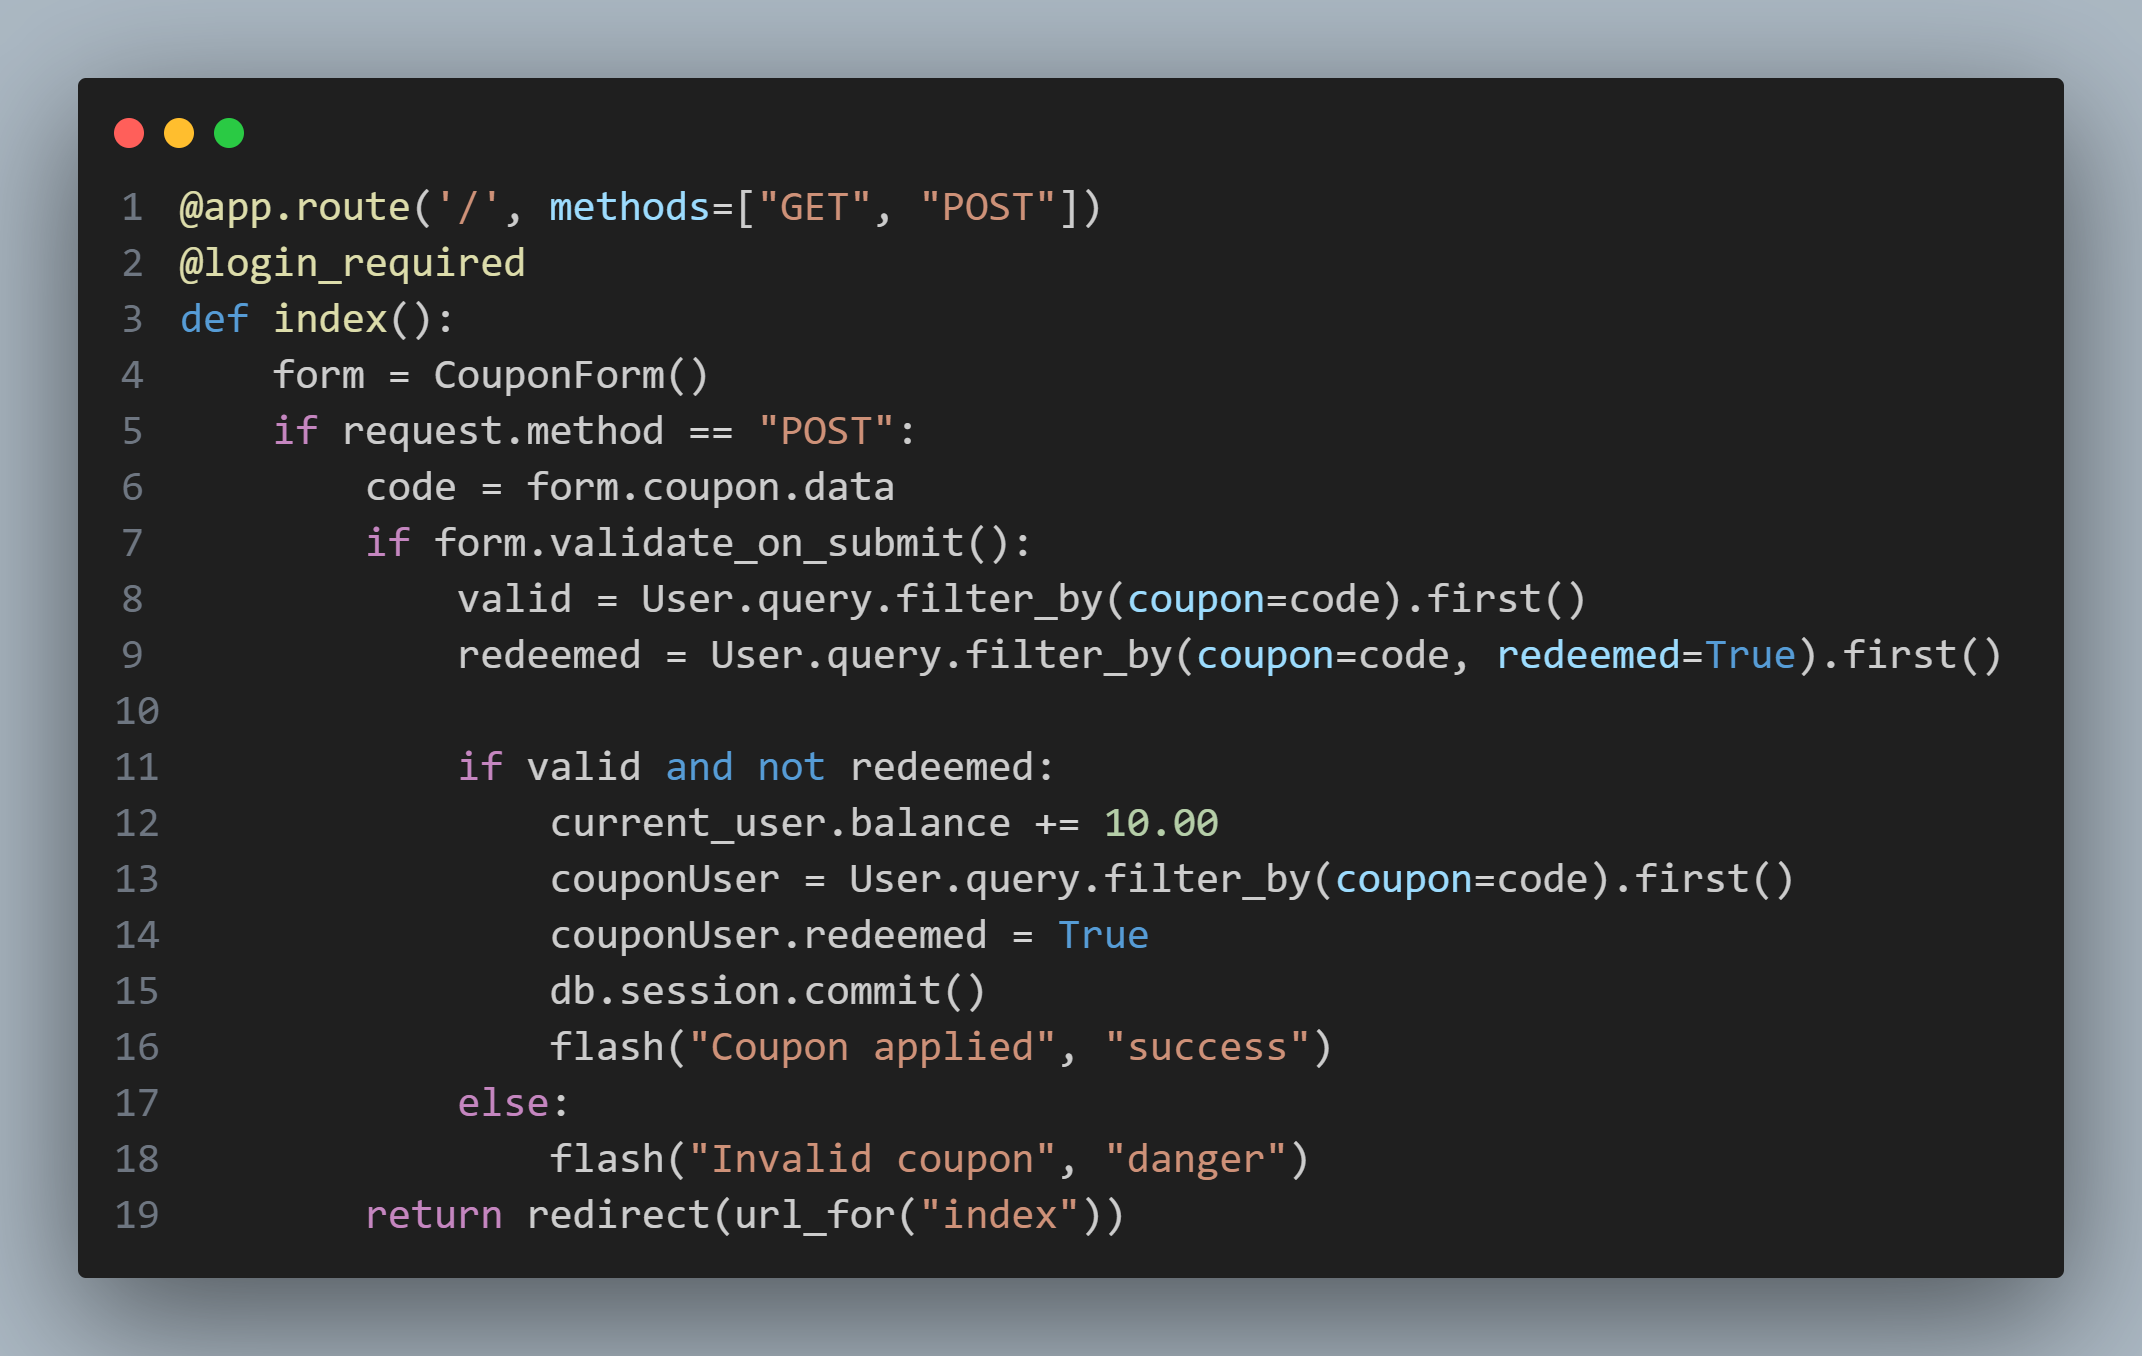 1 @app.route('/', methods=["GET", "POST"])
2 @login_required
3 def index():
4     form = CouponForm()
5     if request.method == "POST":
6         code = form.coupon.data
7         if form.validate_on_submit():
8             valid = User.query.filter_by(coupon=code).first()
9             redeemed = User.query.filter_by(coupon=code, redeemed=True).first()
10
11             if valid and not redeemed:
12                 current_user.balance += 10.00
13                 couponUser = User.query.filter_by(coupon=code).first()
14                 couponUser.redeemed = True
15                 db.session.commit()
16                 flash("Coupon applied", "success")
17             else:
18                 flash("Invalid coupon", "danger")
19         return redirect(url_for("index"))